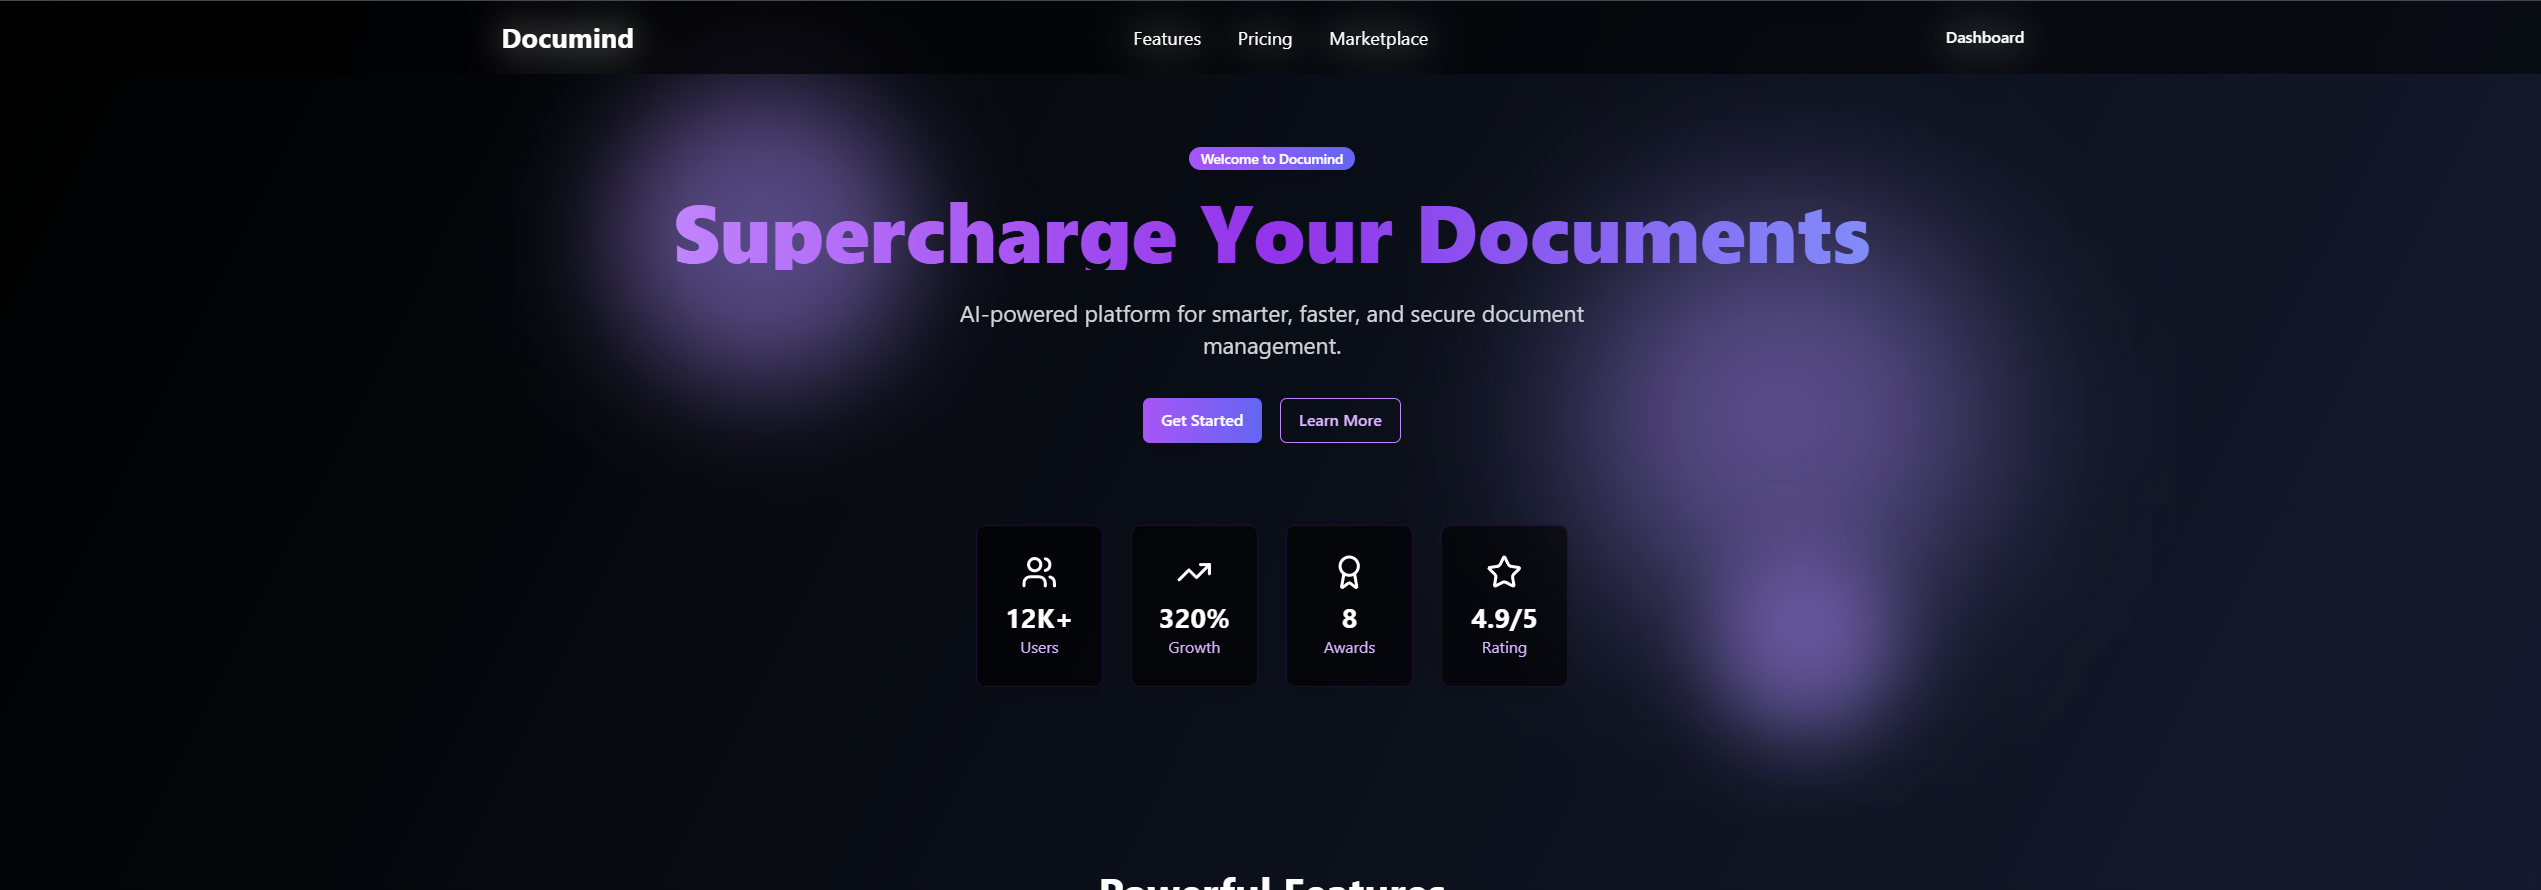 Documind
Features Pricing Marketplace
Dashboard
Welcome to Documind
Supercharge Your Documents
AI-powered platform for smarter, faster, and secure document
management.
Get Started Learn More
12K+ 320% 8 4.9/5
Users Growth Awards Rating
Powerful Features